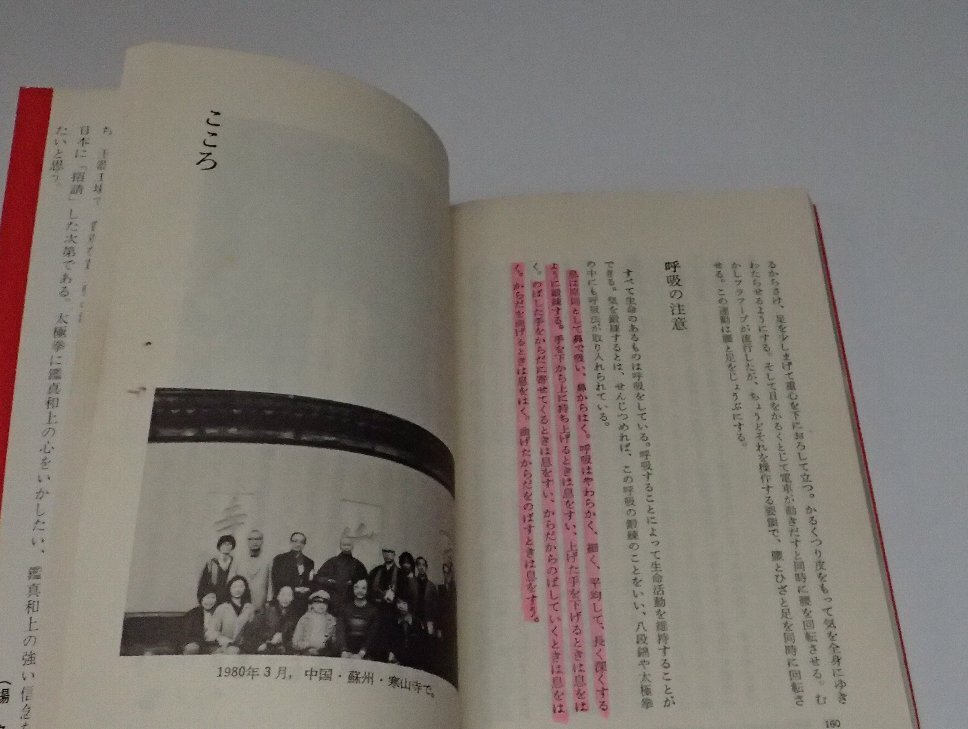 足を少しまげて重心を下におろして立つ。かるくつり度をもって気を全身にゆき
わたらせるようにする。そして目をかるくとじて電車が動きだすと同時に腰を回転させる。む
かしフラフープが流行したが、ちょうどそれを操作する要領で、腰とひざと足を同時に回転さ
せる。この運動は腰と足をじょうぶにする。
呼吸の注意
すべて生命のあるものは呼吸をしている。呼吸することによって生命活動を維持することが
できる。気を鍛練するとは、せんじつめれば、この呼吸の鍛練のことをいい、八段錦や太極拳
の中にも呼吸法が取り入れられている。
息は原則として鼻で吸い、鼻からはく。呼吸はやわらかく、細く、平均して、長く深くする
ように鍛練する。手を下から上に持ち上げるときは息をすい、上げた手を下げるときは息をは
く。のばした手をからだに寄せてくるときは息をすい、からだからのばしていくときは息をは
く。からだを曲げるときは息をはく。曲げたからだをのばすときは息をすう。
160
こころ
1980年3月，中国・蘇州・寒山寺で。
日本に「招請」した次第である。太極拳に鑑真和上の心をいかしたい、鑑真和上の強い信念
たいと思う。